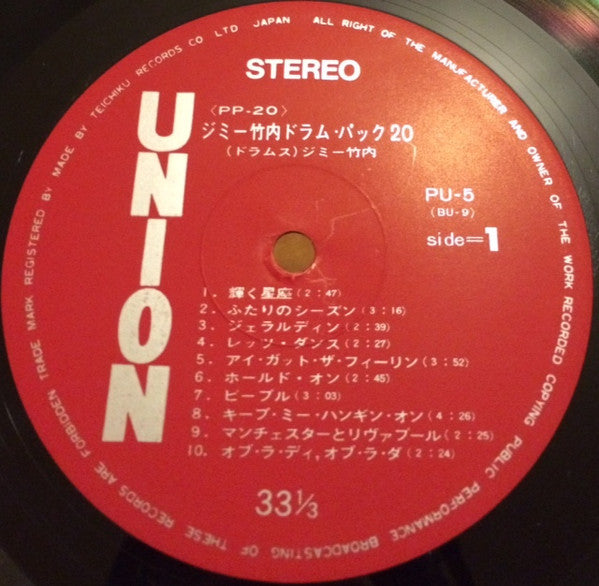 MADE BY TEICHIKU RECORDS CO LTD JAPAN ALL RIGHT OF THE MANUFACTURER AND OWNER OF THE WORK RECORDED COPYING PUBLIC PERFORMANCE BROADCASTING OF THESE RECORDS ARE FORBIDDEN TRADE MARK REGISTERED BY
STEREO
UNION
〈PP-20〉
ジミー竹内ドラム・パック20
(ドラムス)ジミー竹内
PU-5
(BU-9)
side=1
1. 輝く星座(2:47)
2. ふたりのシーズン(3:16)
3. ジェラルディン(2:39)
4. レッツ・ダンス(2:27)
5. アイ・ガット・ザ・フィーリン(3:52)
6. ホールド・オン(2:45)
7. ピープル(3:03)
8. キープ・ミー・ハンギン・オン(4:26)
9. マンチェスターとリヴァプール(2:25)
10. オブ・ラ・ディ,オブ・ラ・ダ(2:24)
33⅓